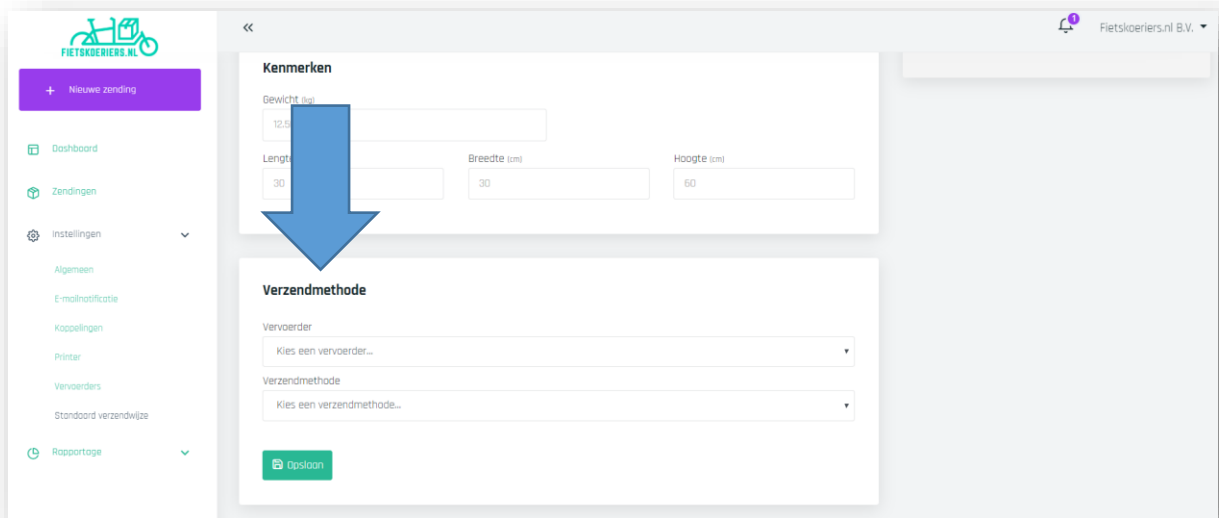 FIETSKOERIERS.NL
1
Fietskoeriers.nl B.V.
+ Nieuwe zending
Dashboard
Zendingen
Instellingen
Algemeen
E-mailnotificatie
Koppelingen
Printer
Vervoerders
Standaard verzendwijze
Rapportage
Kenmerken
Gewicht (kg)
Breedte (cm) Hoogte (cm)
30 30 60
Verzendmethode
Vervoerder
Kies een vervoerder...
Verzendmethode
Kies een verzendmethode...
Opslaan